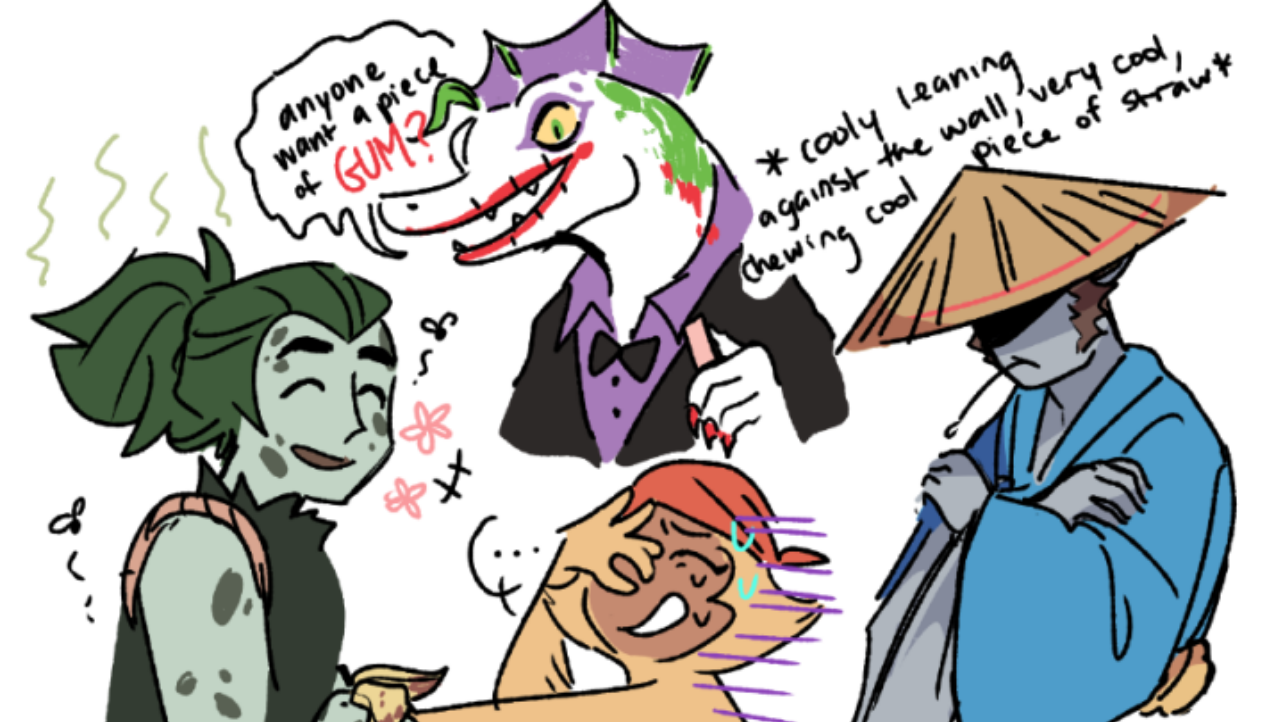 anyone
want a piece
of GUM?
* cooly leaning
against the wall, very cool,
chewing cool piece of straw*
(...